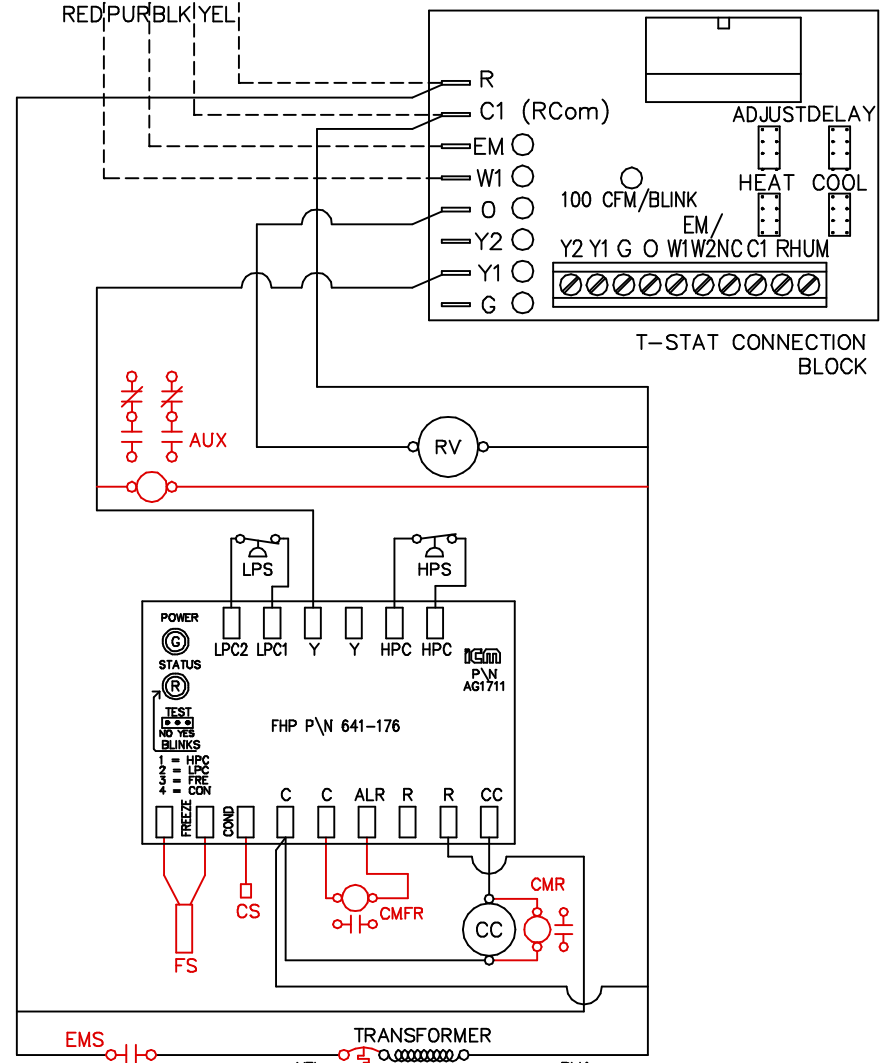 RED PUR BLK YEL
R
C1 (RCom)
EM
W1
O
Y2
Y1
G
ADJUST DELAY
HEAT COOL
100 CFM/BLINK
EM/
Y2 Y1 G O W1 W2 NC C1 R HUM
T-STAT CONNECTION
BLOCK
RV
AUX
LPS
HPS
POWER
G
STATUS
R
TEST
NO YES
BLINKS
1 = HPC
2 = LPC
3 = FRE
4 = CON
LPC2 LPC1 Y Y HPC HPC
icm
P\N
AG1711
FHP P\N 641-176
FREEZE
COND
C C ALR R R CC
CS
CMFR
CMR
CC
FS
EMS
TRANSFORMER